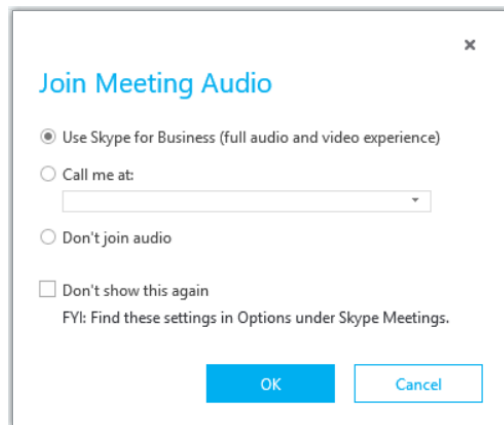 Join Meeting Audio
Use Skype for Business (full audio and video experience)
Call me at:
Don't join audio
Don't show this again
FYI: Find these settings in Options under Skype Meetings.
OK
Cancel